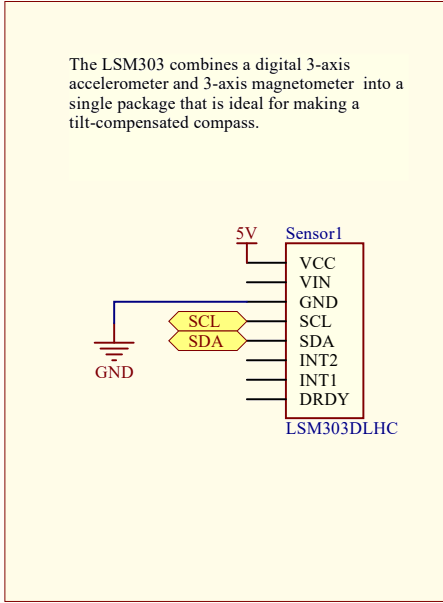 The LSM303 combines a digital 3-axis
accelerometer and 3-axis magnetometer into a
single package that is ideal for making a
tilt-compensated compass.
5V
Sensor1
VCC
VIN
GND
SCL
SCL
SDA
SDA
INT2
GND
INT1
DRDY
LSM303DLHC